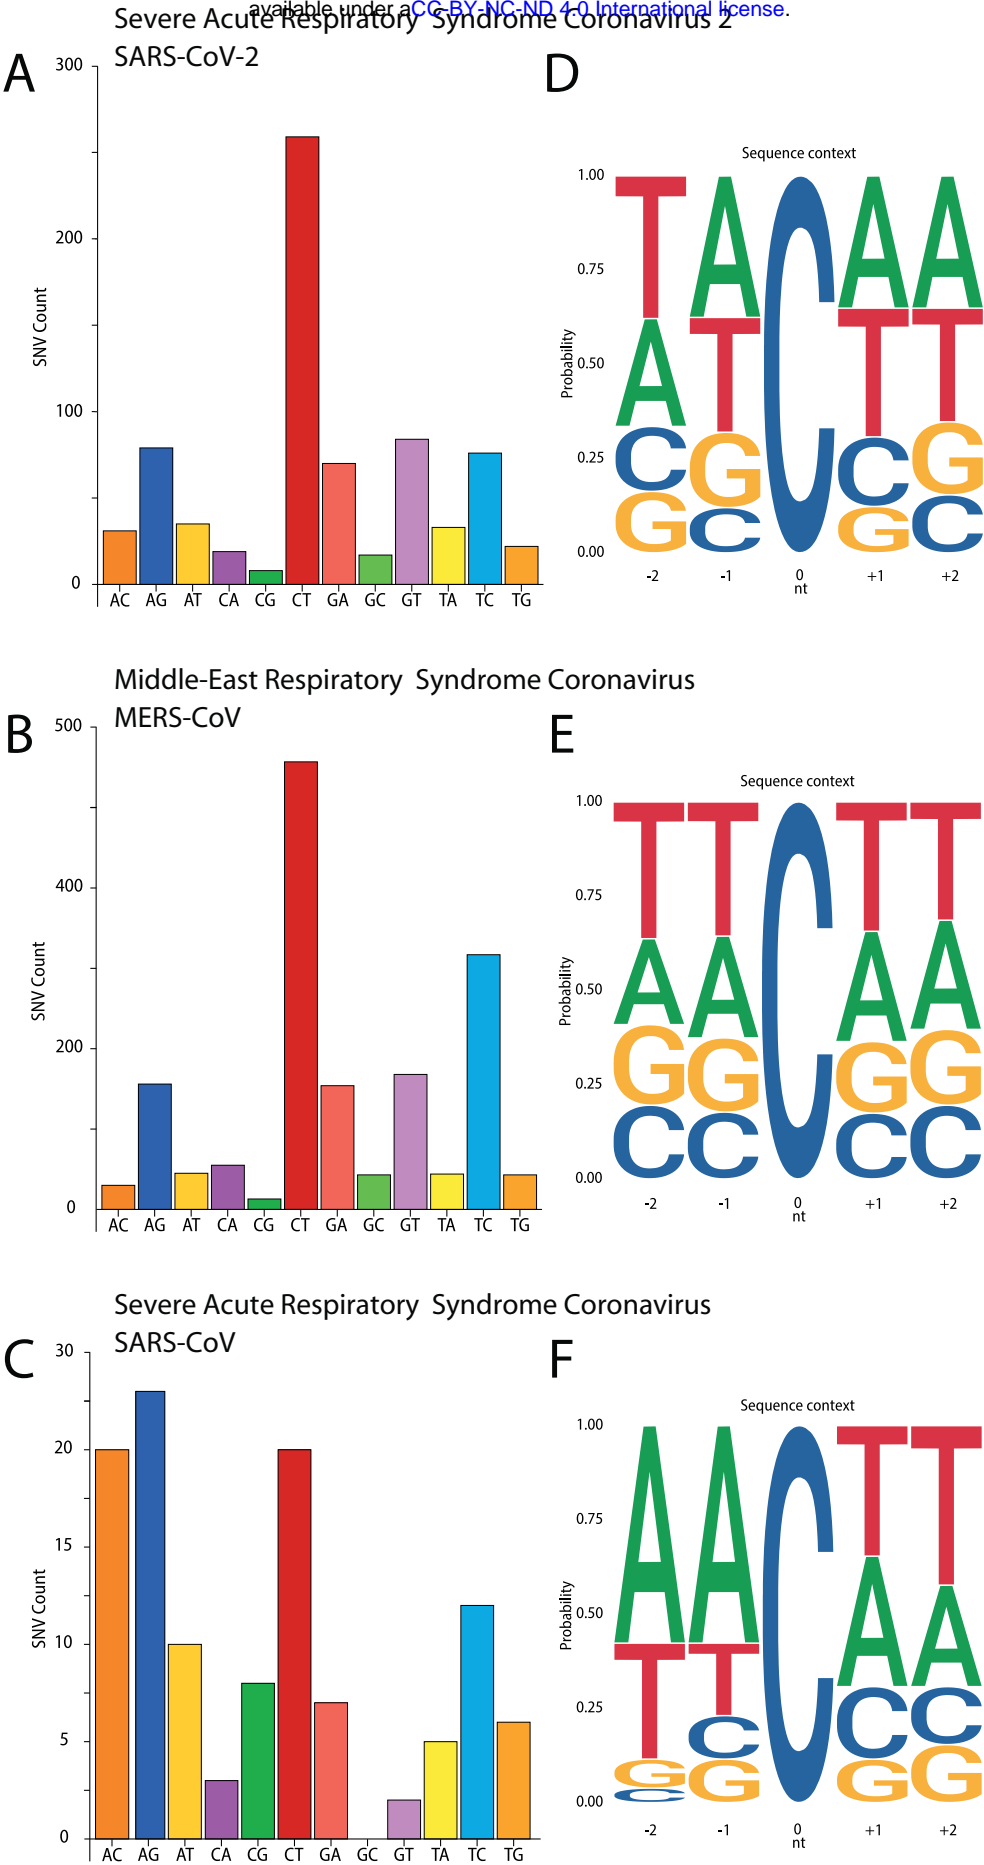 available under aCC-BY-NC-ND 4.0 International license.
Severe Acute Respiratory Syndrome Coronavirus 2
SARS-CoV-2
A
300
200
100
0
SNV Count
AC AG AT CA CG CT GA GC GT TA TC TG
D
Sequence context
1.00
0.75
0.50
0.25
0.00
Probability
T A C A A
A T T T
C G C G
G C G C
-2 -1 0 +1 +2
nt
Middle-East Respiratory Syndrome Coronavirus
MERS-CoV
B
500
400
200
0
SNV Count
AC AG AT CA CG CT GA GC GT TA TC TG
E
Sequence context
1.00
0.75
0.50
0.25
0.00
Probability
T T C T T
A A A A
G G G G
C C C C
-2 -1 0 +1 +2
nt
Severe Acute Respiratory Syndrome Coronavirus
SARS-CoV
C
30
20
15
10
5
0
SNV Count
AC AG AT CA CG CT GA GC GT TA TC TG
F
Sequence context
1.00
0.75
0.50
0.25
0.00
Probability
A A C T T
T T A A
G C C C
C G G G
-2 -1 0 +1 +2
nt